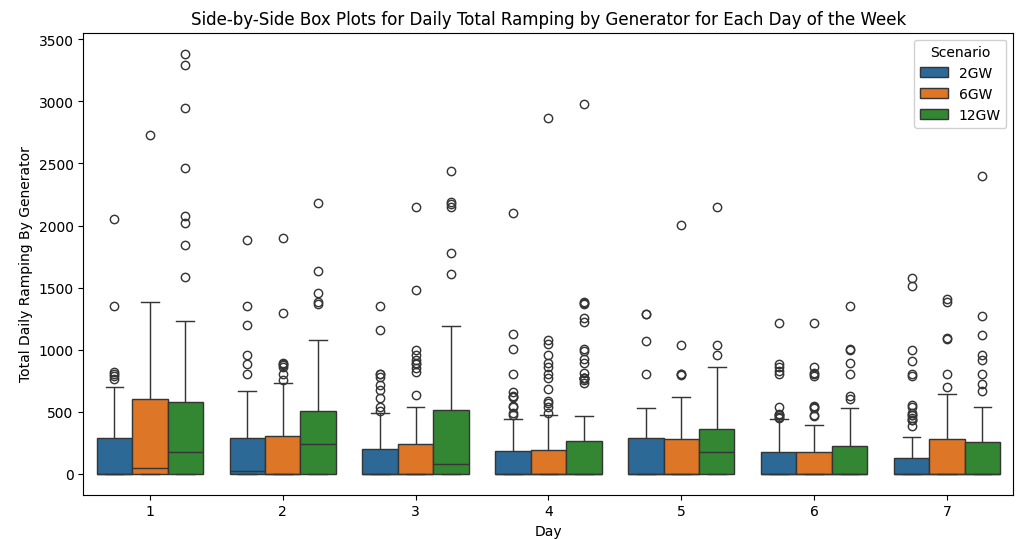 Side-by-Side Box Plots for Daily Total Ramping by Generator for Each Day of the Week
Total Daily Ramping By Generator
3500
3000
2500
2000
1500
1000
500
0
Scenario
2GW
6GW
12GW
1 2 3 4 5 6 7
Day